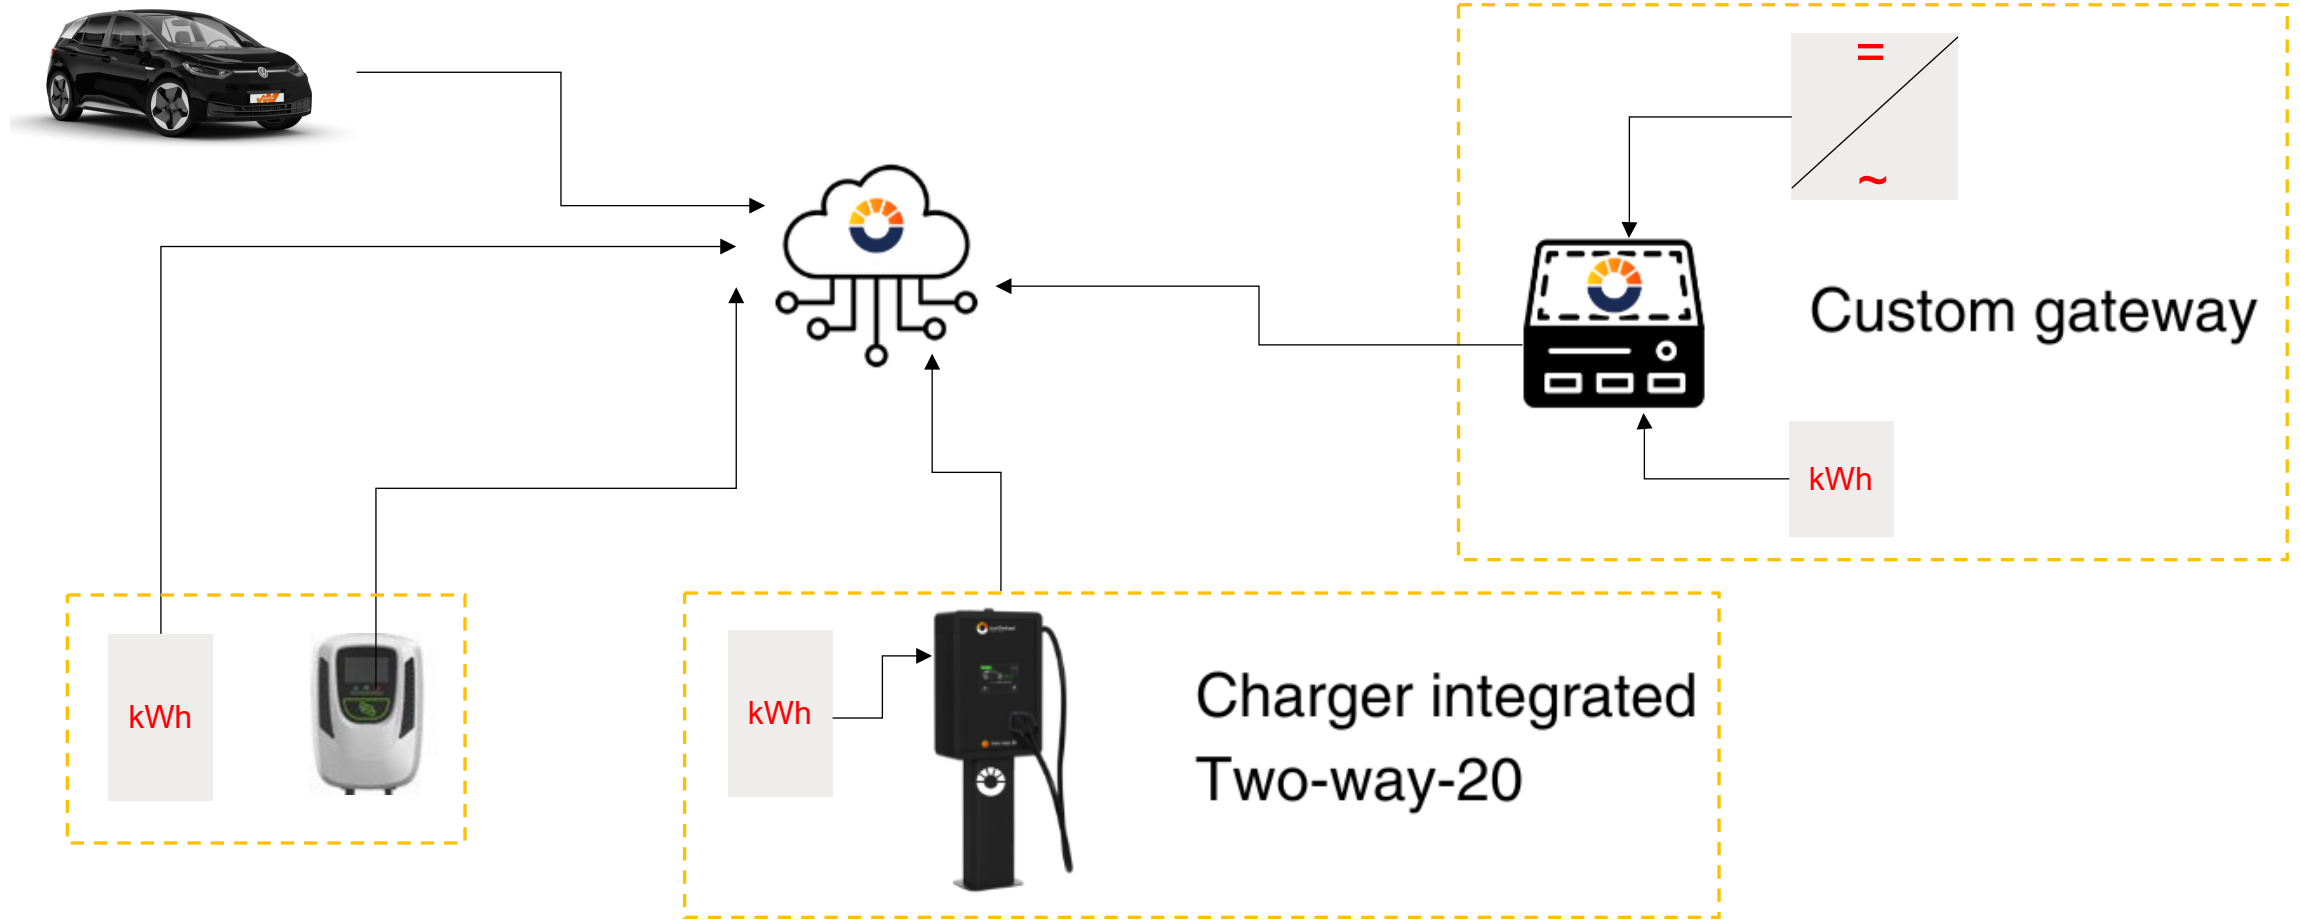 =
~
Custom gateway
kWh
kWh
kWh
Charger integrated
Two-way-20